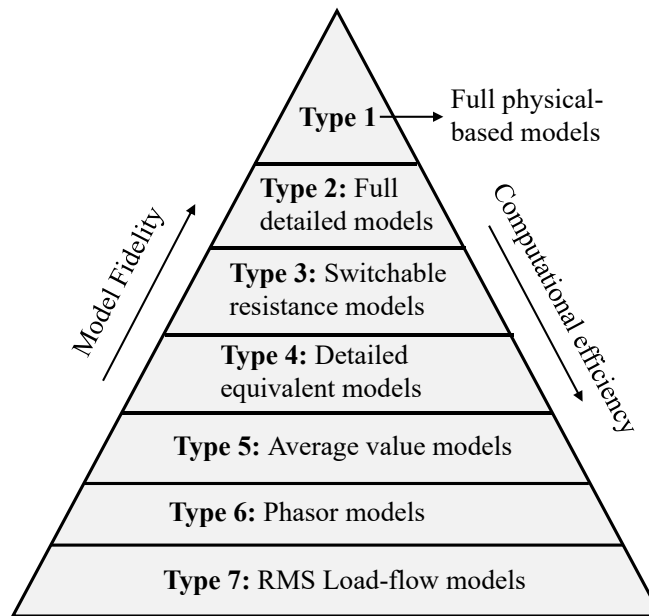 Type 1
Full physical-
based models
Type 2: Full
detailed models
Type 3: Switchable
resistance models
Type 4: Detailed
equivalent models
Type 5: Average value models
Type 6: Phasor models
Type 7: RMS Load-flow models
Model Fidelity
Computational efficiency